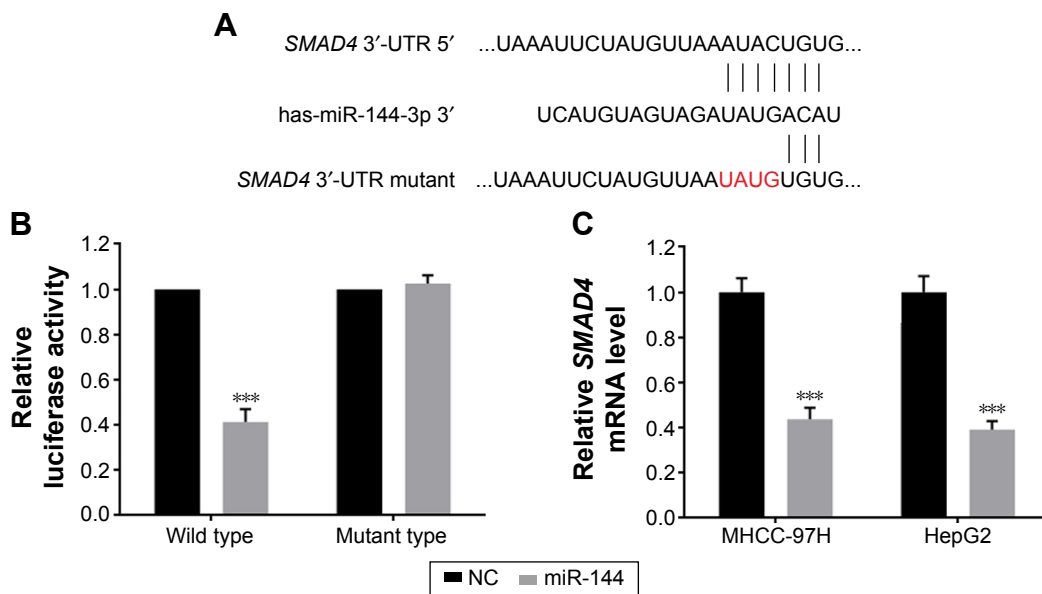 A
SMAD4 3′-UTR 5′ ...UAAAUUCUAUGUUAAAUACUGUG...
has-miR-144-3p 3′ UCAUGUAGUAGAUAUGACAU
SMAD4 3′-UTR mutant ...UAAAUUCUAUGUUAAUAUGUGUG...
B
Relative
luciferase activity
1.2
1.0
0.8
0.6
0.4
0.2
0.0
***
Wild type Mutant type
C
Relative SMAD4
mRNA level
1.2
1.0
0.8
0.6
0.4
0.2
0.0
***
***
MHCC-97H HepG2
NC miR-144